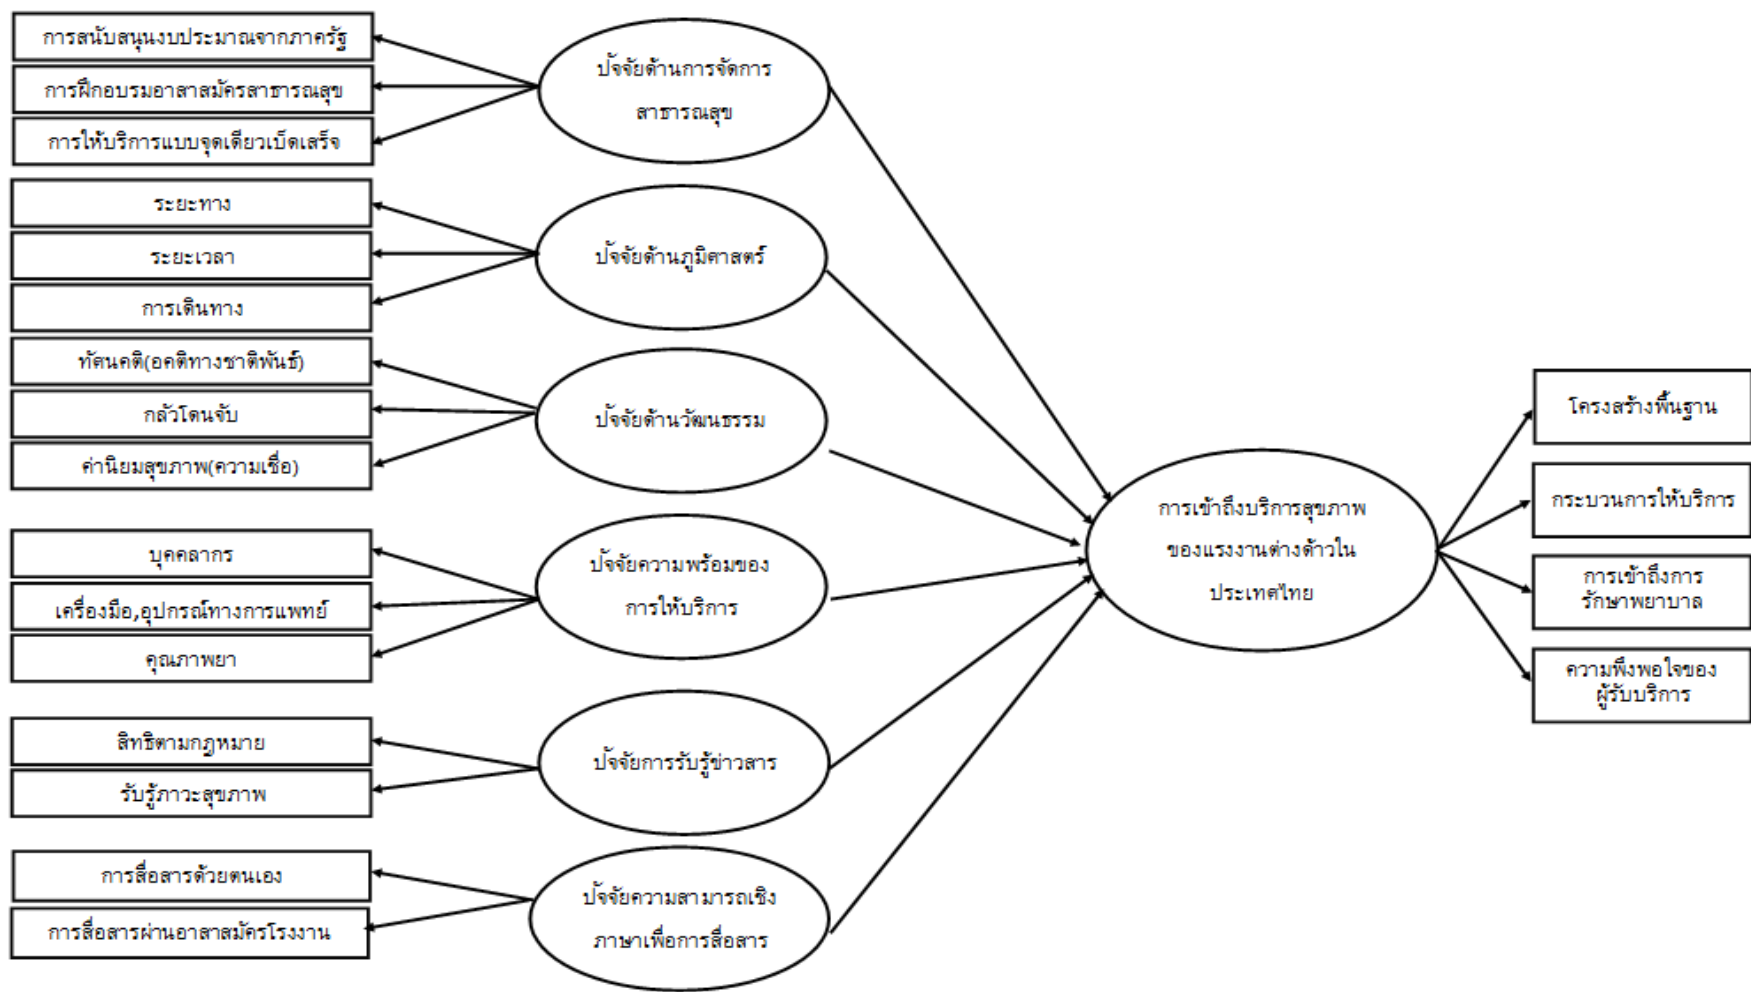 การสนับสนุนงบประมาณจากภาครัฐ
การฝึกอบรมอาสาสมัครสาธารณสุข
การให้บริการแบบจุดเดียวเบ็ดเสร็จ
ปัจจัยด้านการจัดการ
สาธารณสุข
ระยะทาง
ระยะเวลา
การเดินทาง
ปัจจัยด้านภูมิศาสตร์
ทัศนคติ(อคติทางชาติพันธ์)
กลัวโดนจับ
ค่านิยมสุขภาพ(ความเชื่อ)
ปัจจัยด้านวัฒนธรรม
บุคคลากร
เครื่องมือ,อุปกรณ์ทางการแพทย์
คุณภาพยา
ปัจจัยความพร้อมของ
การให้บริการ
สิทธิตามกฎหมาย
รับรู้ภาวะสุขภาพ
ปัจจัยการรับรู้ข่าวสาร
การสื่อสารด้วยตนเอง
การสื่อสารผ่านอาสาสมัครโรงงาน
ปัจจัยความสามารถเชิง
ภาษาเพื่อการสื่อสาร
การเข้าถึงบริการสุขภาพ
ของแรงงานต่างด้าวใน
ประเทศไทย
โครงสร้างพื้นฐาน
กระบวนการให้บริการ
การเข้าถึงการ
รักษาพยาบาล
ความพึงพอใจของ
ผู้รับบริการ